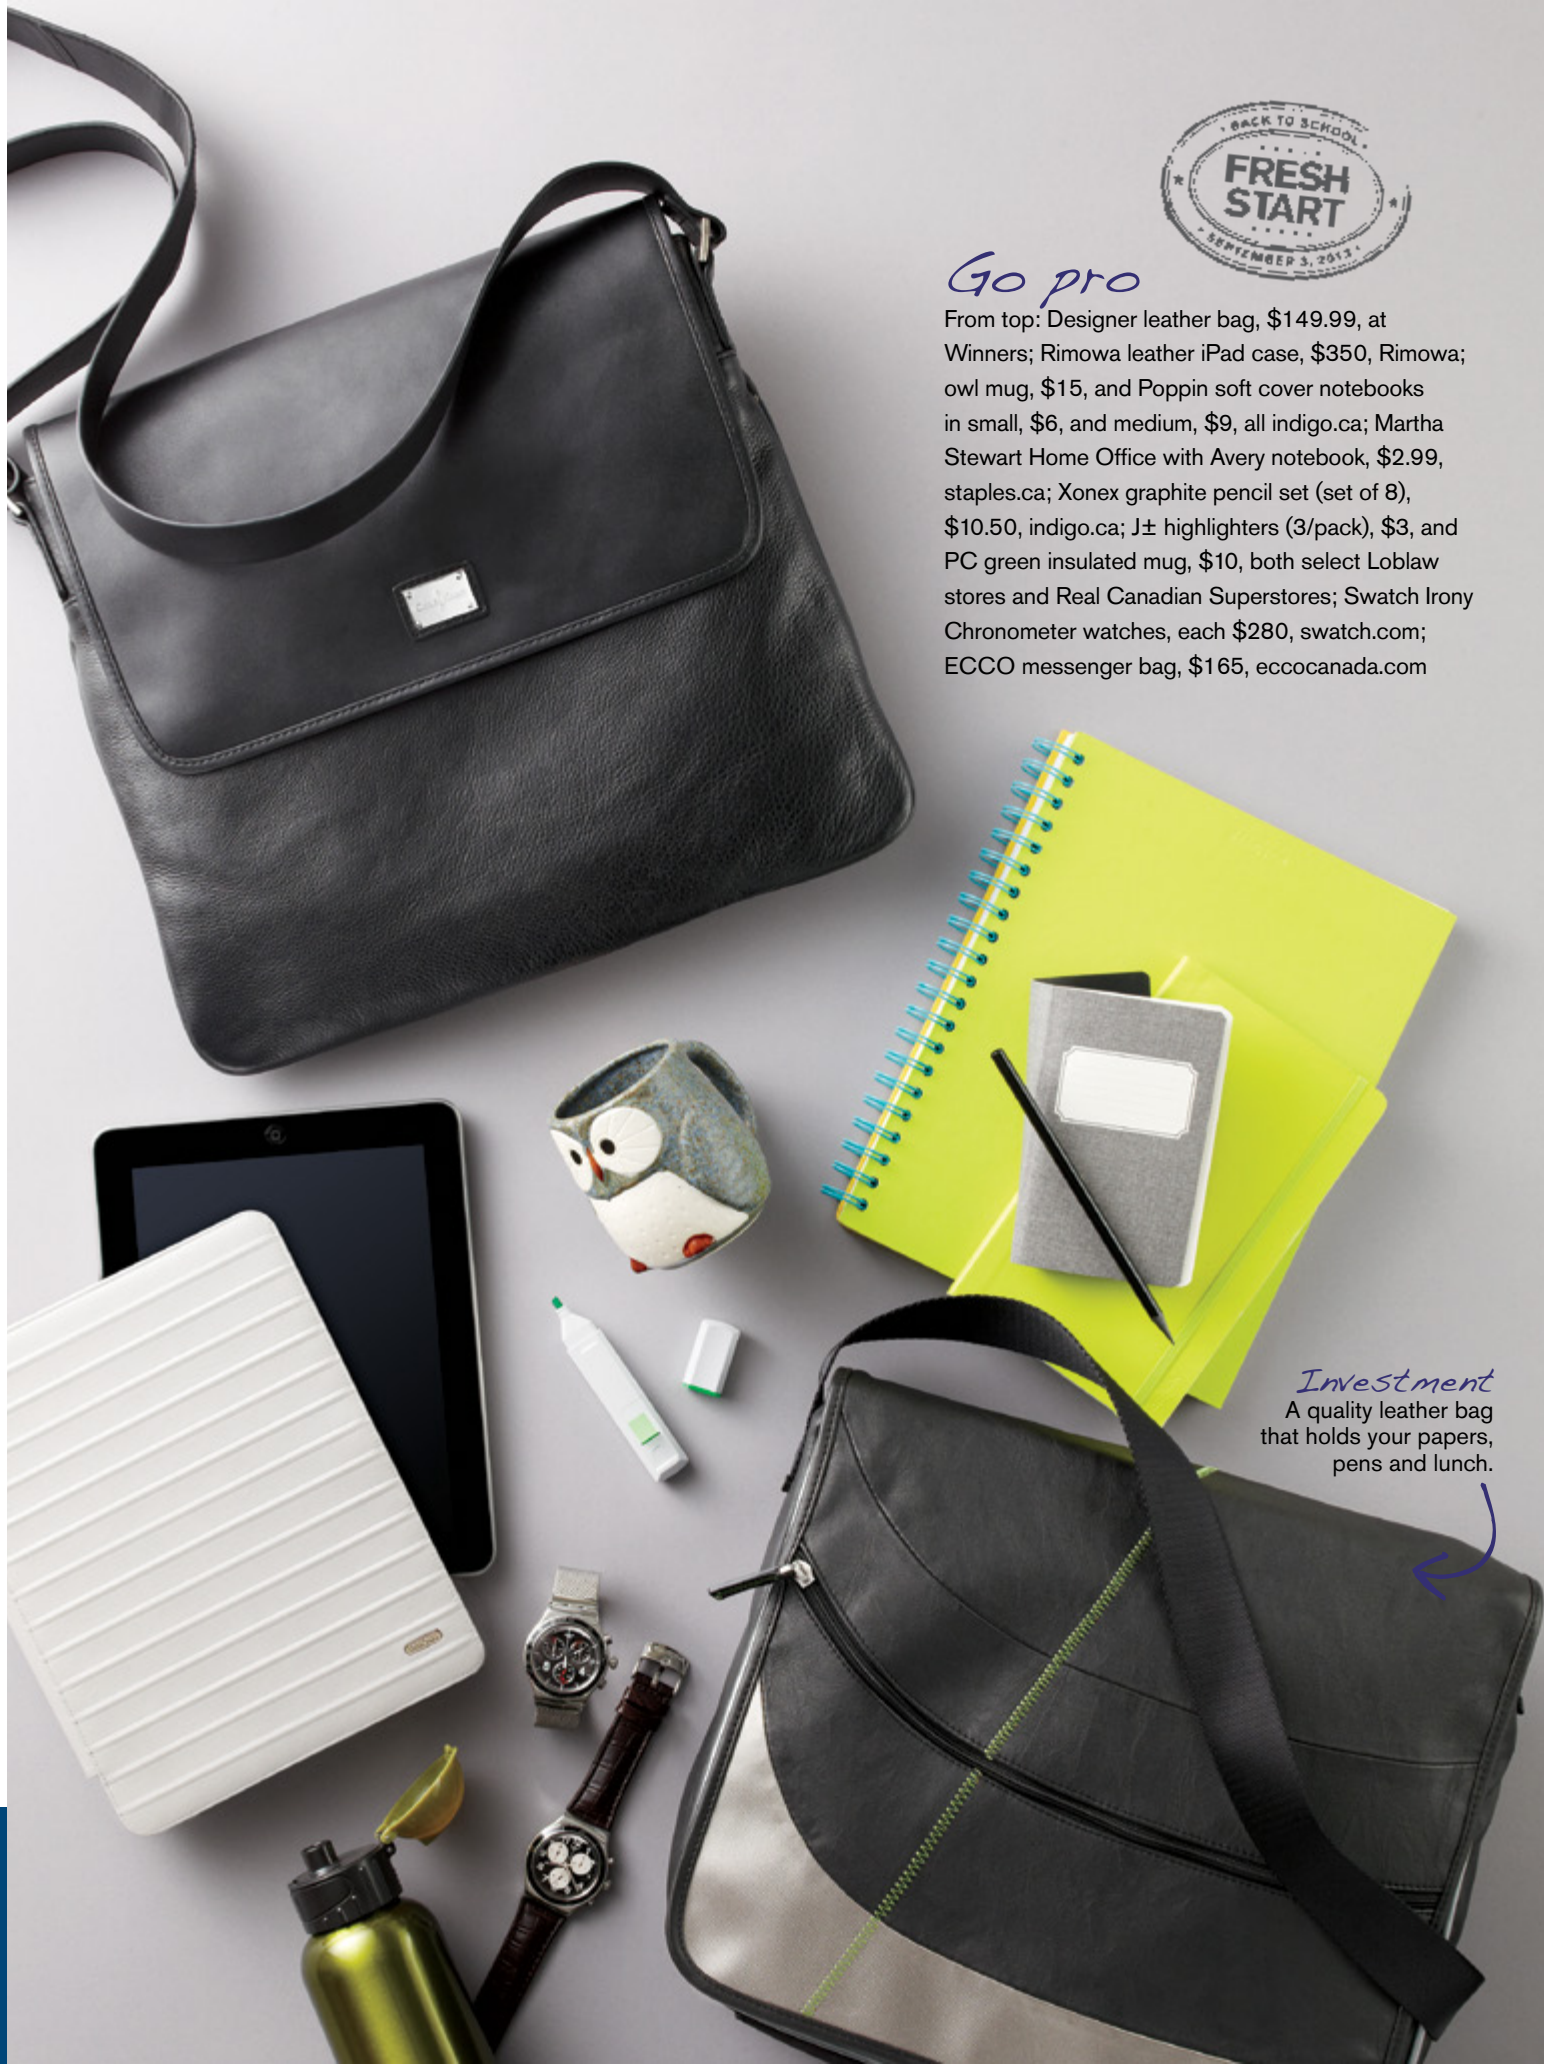 BACK TO SCHOOL
FRESH
START
SEPTEMBER 3, 2013
Go pro
From top: Designer leather bag, $149.99, at
Winners; Rimowa leather iPad case, $350, Rimowa;
owl mug, $15, and Poppin soft cover notebooks
in small, $6, and medium, $9, all indigo.ca; Martha
Stewart Home Office with Avery notebook, $2.99,
staples.ca; Xonex graphite pencil set (set of 8),
$10.50, indigo.ca; J± highlighters (3/pack), $3, and
PC green insulated mug, $10, both select Loblaw
stores and Real Canadian Superstores; Swatch Irony
Chronometer watches, each $280, swatch.com;
ECCO messenger bag, $165, eccocanada.com
Investment
A quality leather bag
that holds your papers,
pens and lunch.